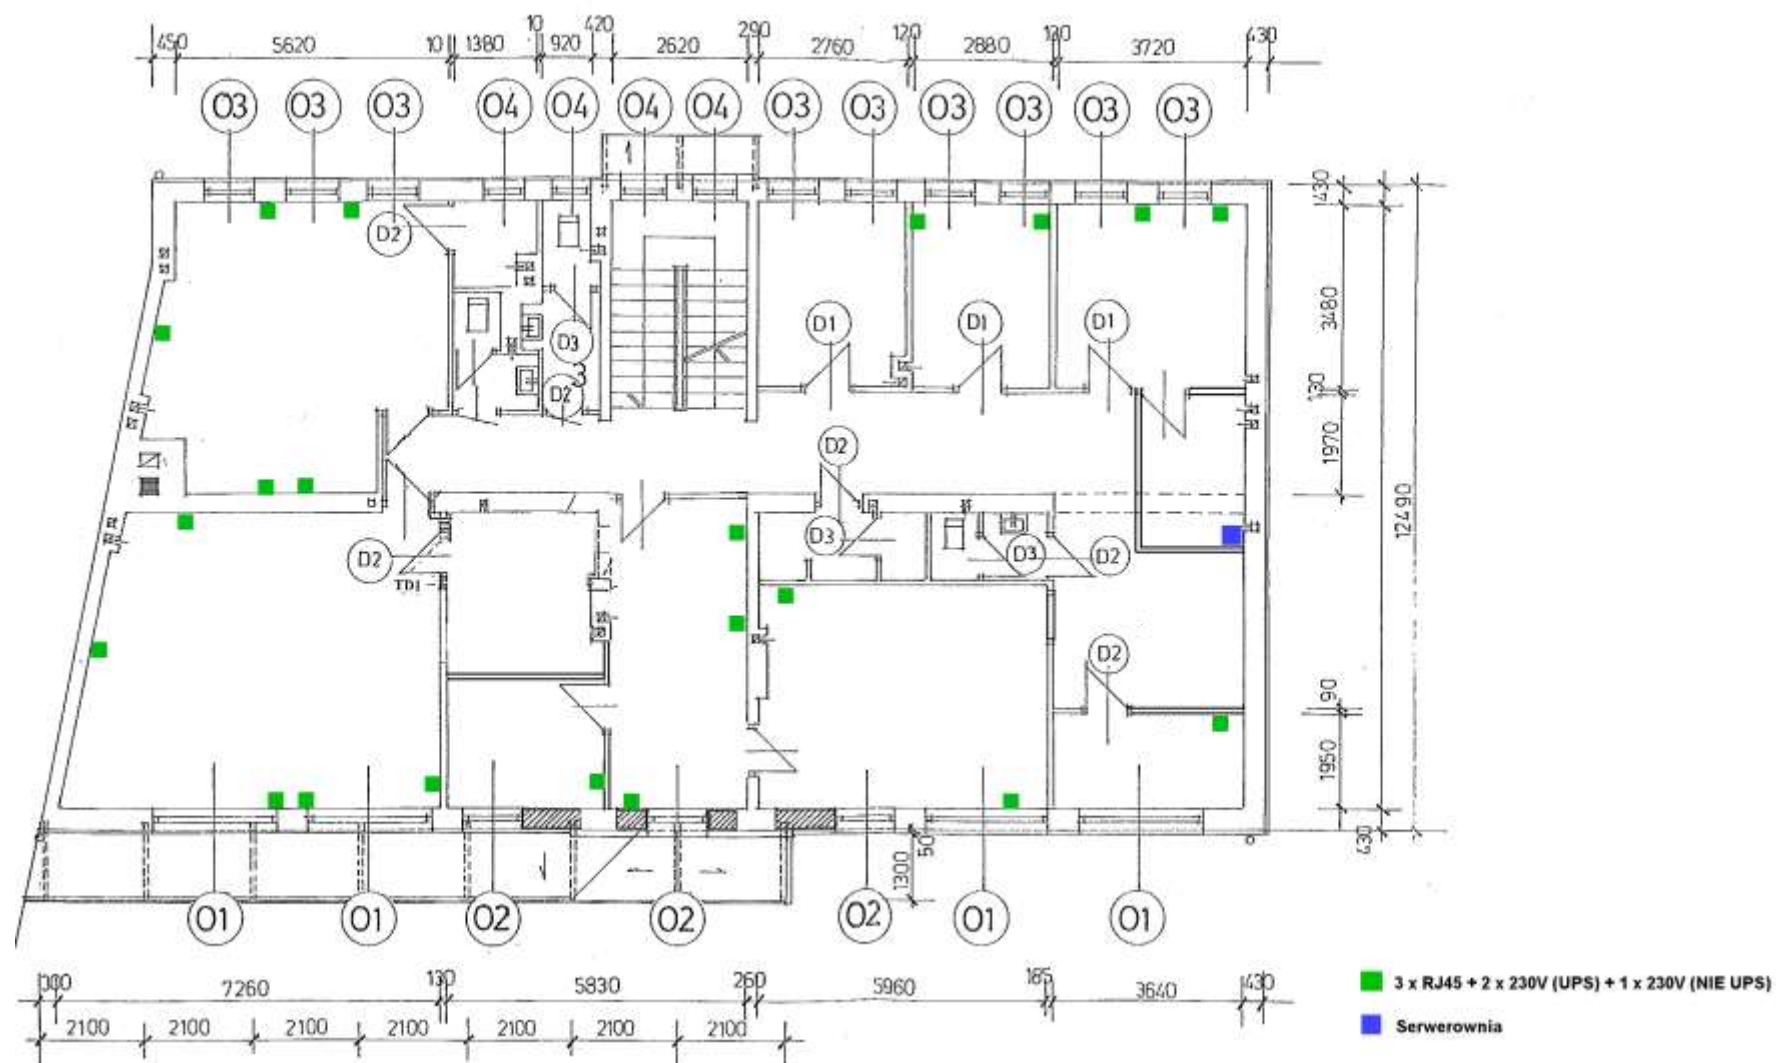 450 5620 10 1380 10 920 420 2620 290 2760 120 2880 120 3720 430
O3 O3 O3 O4 O4 O4 O4 O3 O3 O3 O3 O3 O3
430
D2
3480
D1 D1 D1
D3
3
D2
130
1970
D2
12490
D3 D3 D2
D2
TD1
D2
90
1950
430
50
1300
O1 O1 O2 O2 O2 O1 O1
300 7260 130 5830 260 5960 185 3640 430
2100 2100 2100 2100 2100 2100 2100
3 x RJ45 + 2 x 230V (UPS) + 1 x 230V (NIE UPS)
Serwerownia